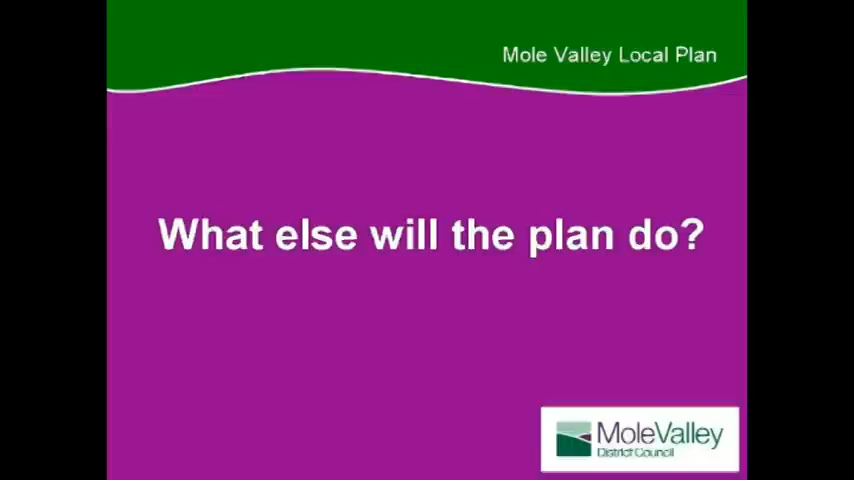 Mole Valley Local Plan
What else will the plan do?
MoleValley
District Council